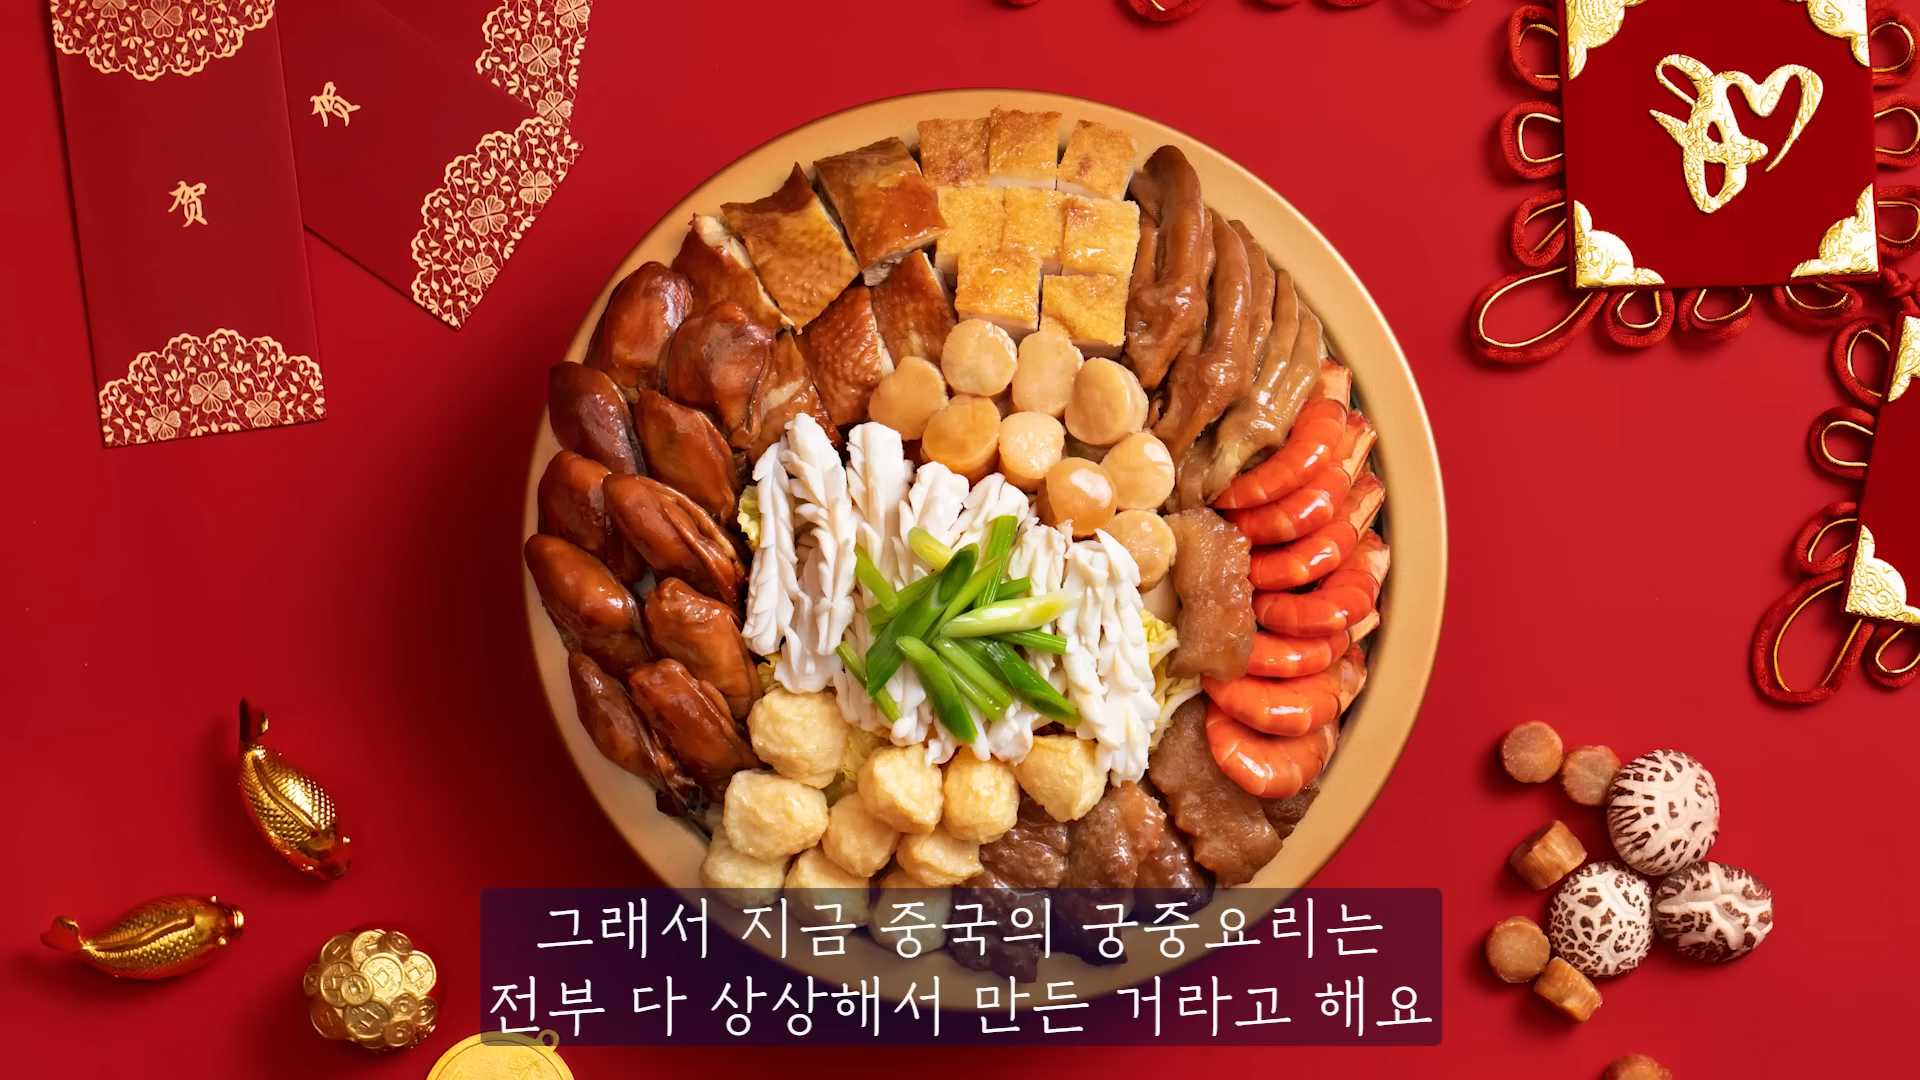 贺
贺
그래서 지금 중국의 궁중요리는
전부 다 상상해서 만든 거라고 해요